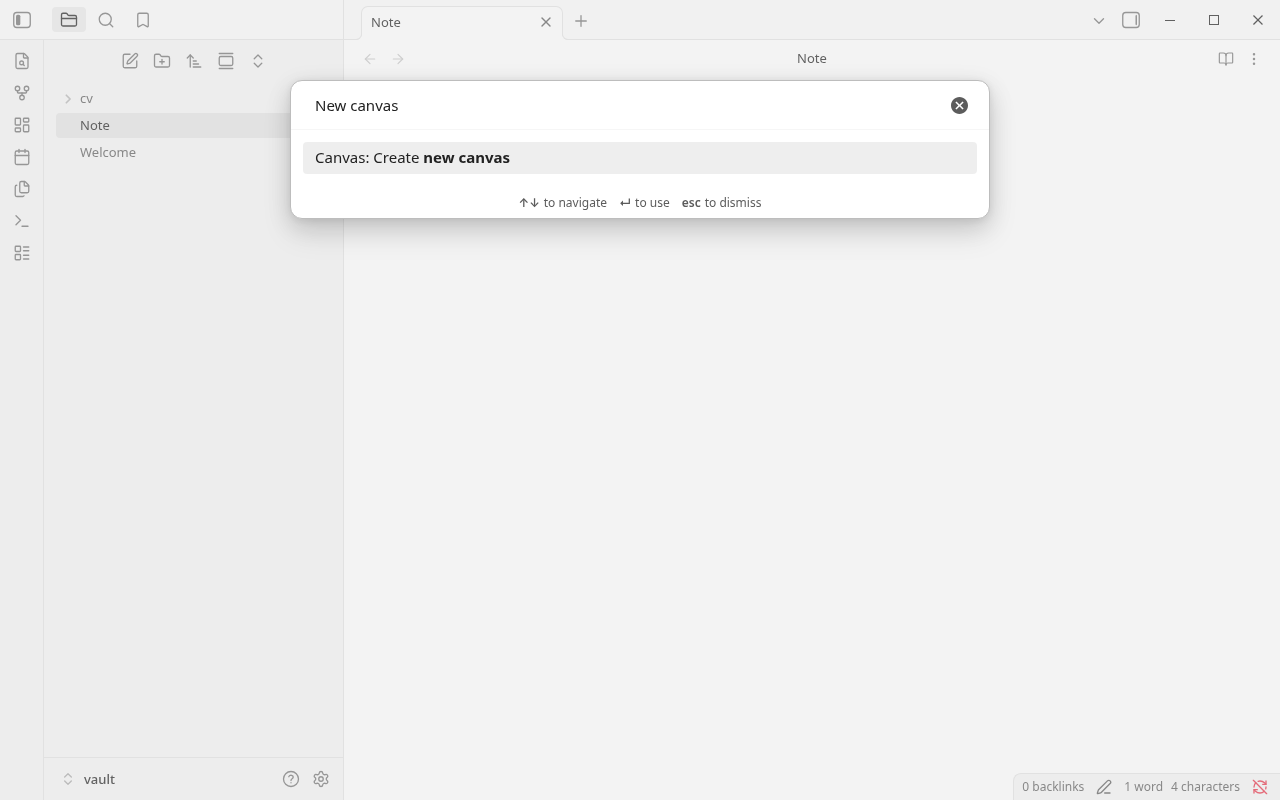 Note
Note
cv
Note
Welcome
New canvas
Canvas: Create new canvas
to navigate
to use
esc to dismiss
vault
0 backlinks
1 word
4 characters